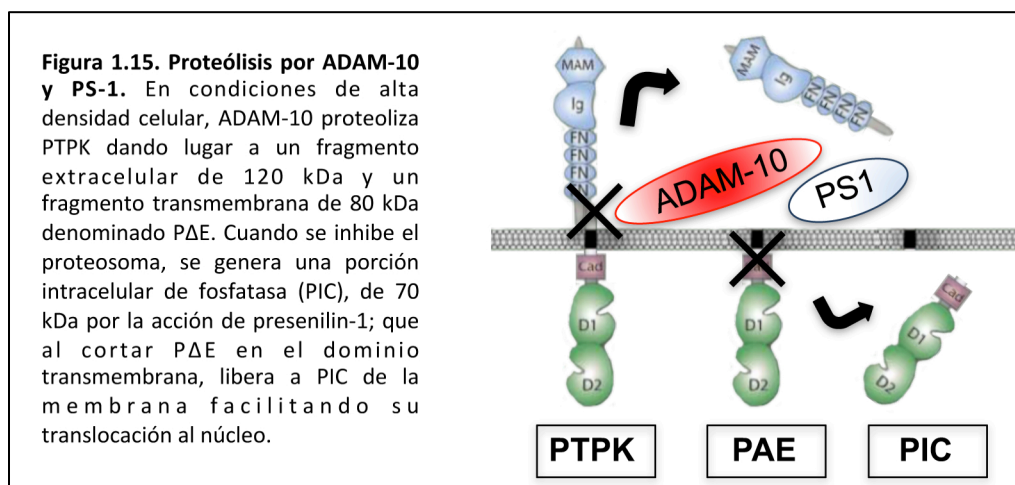 Figura 1.15. Proteólisis por ADAM-10
y PS-1. En condiciones de alta
densidad celular, ADAM-10 proteoliza
PTPK dando lugar a un fragmento
extracelular de 120 kDa y un
fragmento transmembrana de 80 kDa
denominado PΔE. Cuando se inhibe el
proteosoma, se genera una porción
intracelular de fosfatasa (PIC), de 70
kDa por la acción de presenilin-1; que
al cortar PΔE en el dominio
transmembrana, libera a PIC de la
membrana facilitando su
translocación al núcleo.
MAM
Ig
FN
FN
FN
FN
MAM
Ig
FN
FN
FN
FN
ADAM-10
PS1
Cad
D1
D2
Cad
D1
D2
Cad
D1
D2
PTPK
PAE
PIC